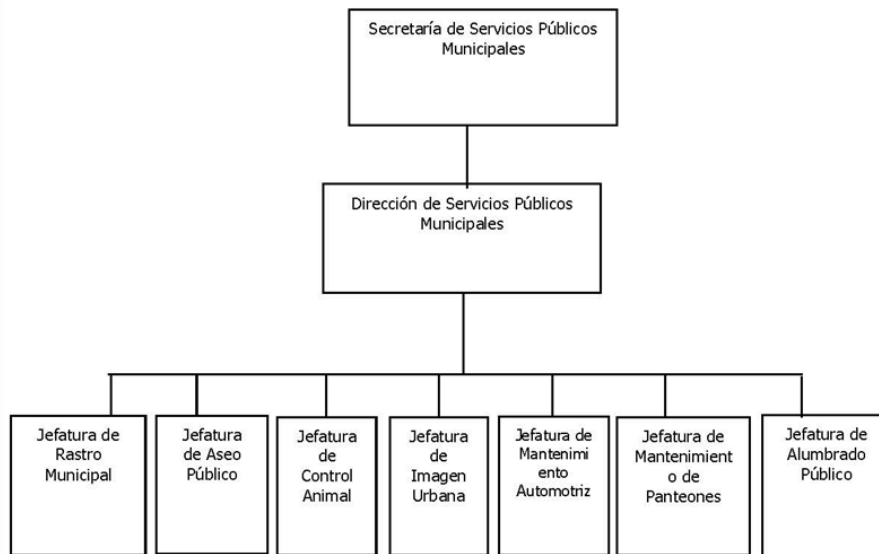 Secretaría de Servicios Públicos
Municipales
Dirección de Servicios Públicos
Municipales
Jefatura de
Rastro
Municipal
Jefatura
de Aseo
Público
Jefatura
de
Control
Animal
Jefatura
de
Imagen
Urbana
Jefatura de
Mantenimi
ento
Automotriz
Jefatura de
Mantenimient
o de
Panteones
Jefatura de
Alumbrado
Público